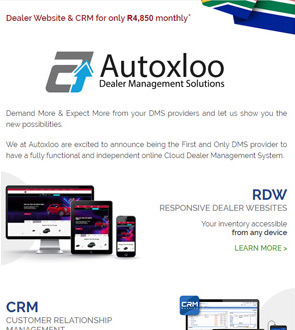 Dealer Website & CRM for only R4,850 monthly*
Autoxloo
Dealer Management Solutions
Demand More & Expect More from your DMS providers and let us show you the
new possibilities.
We at Autoxloo are excited to announce being the First and Only DMS provider to
have a fully functional and independent online Cloud Dealer Management System.
RDW
RESPONSIVE DEALER WEBSITES
Your inventory accessible
from any device
LEARN MORE >
CRM
CUSTOMER RELATIONSHIP
MANAGEMENT
CRM